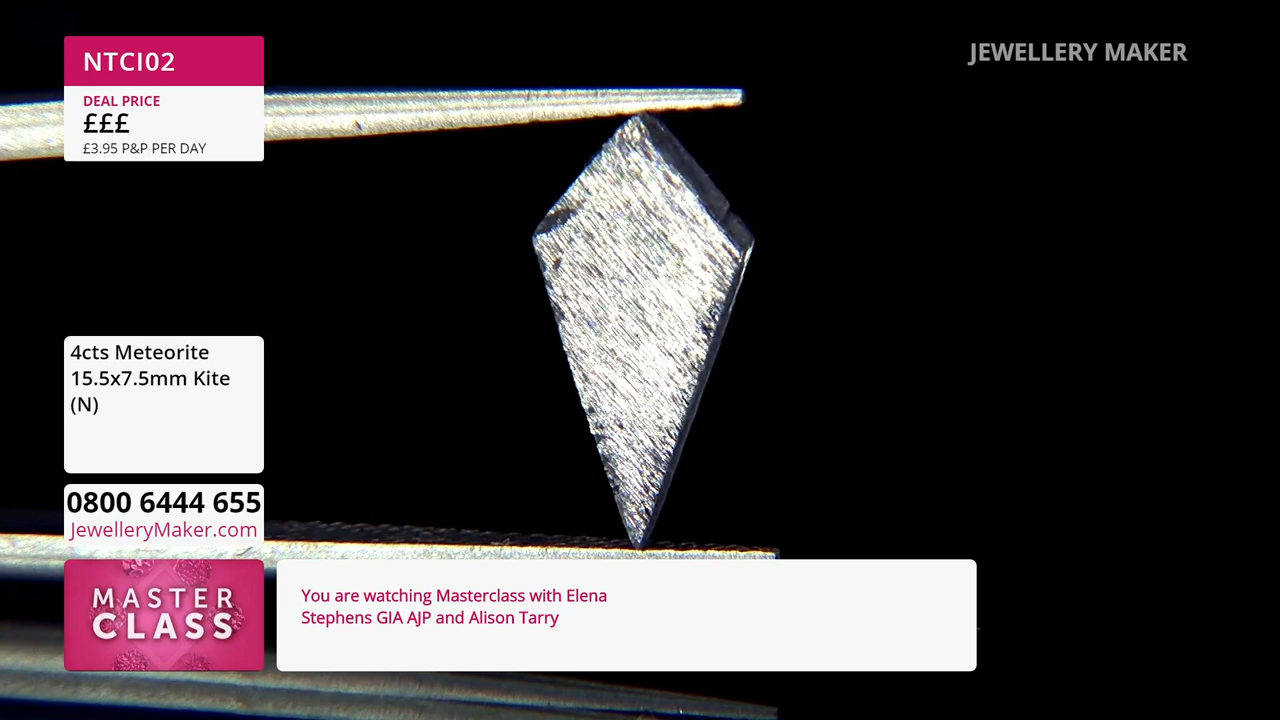 NTCI02
DEAL PRICE
£££
£3.95 P&P PER DAY
JEWELLERY MAKER
4cts Meteorite
15.5x7.5mm Kite
(N)
0800 6444 655
JewelleryMaker.com
MASTER
CLASS
You are watching Masterclass with Elena
Stephens GIA AJP and Alison Tarry